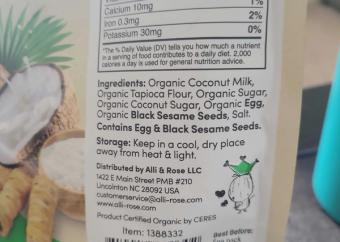 1%
Calcium 10mg
2%
Iron 0.3mg
0%
Potassium 30mg
*The % Daily Value (DV) tells you how much a nutrient
in a serving of food contributes to a daily diet. 2,000
calories a day is used for general nutrition advice.
Ingredients: Organic Coconut Milk,
Organic Tapioca Flour, Organic Sugar,
Organic Coconut Sugar, Organic Egg,
Organic Black Sesame Seeds, Salt.
Contains Egg & Black Sesame Seeds.
Storage: Keep in a cool, dry place
away from heat & light.
Distributed by Alli & Rose LLC
1422 E Main Street PMB #210
Lincolnton NC 28092 USA
customerservice@alli-rose.com
www.alli-rose.com
Product Certified Organic by CERES
Item: 1388332
Best Before: